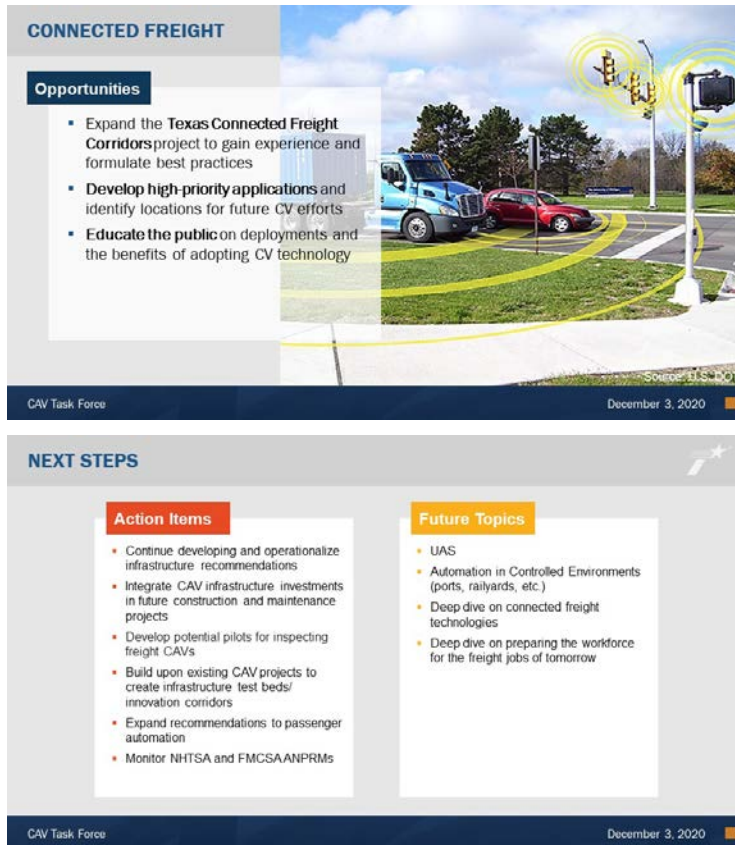 CONNECTED FREIGHT
Opportunities
▪ Expand the Texas Connected Freight
Corridors project to gain experience and
formulate best practices
▪ Develop high-priority applications and
identify locations for future CV efforts
▪ Educate the public on deployments and
the benefits of adopting CV technology
Source: U.S. DO
CAV Task Force
December 3, 2020
NEXT STEPS
Action Items
▪ Continue developing and operationalize
infrastructure recommendations
▪ Integrate CAV infrastructure investments
in future construction and maintenance
projects
▪ Develop potential pilots for inspecting
freight CAVs
▪ Build upon existing CAV projects to
create infrastructure test beds/
innovation corridors
▪ Expand recommendations to passenger
automation
▪ Monitor NHTSA and FMCSA ANPRMs
Future Topics
▪ UAS
▪ Automation in Controlled Environments
(ports, railyards, etc.)
▪ Deep dive on connected freight
technologies
▪ Deep dive on preparing the workforce
for the freight jobs of tomorrow
CAV Task Force
December 3, 2020